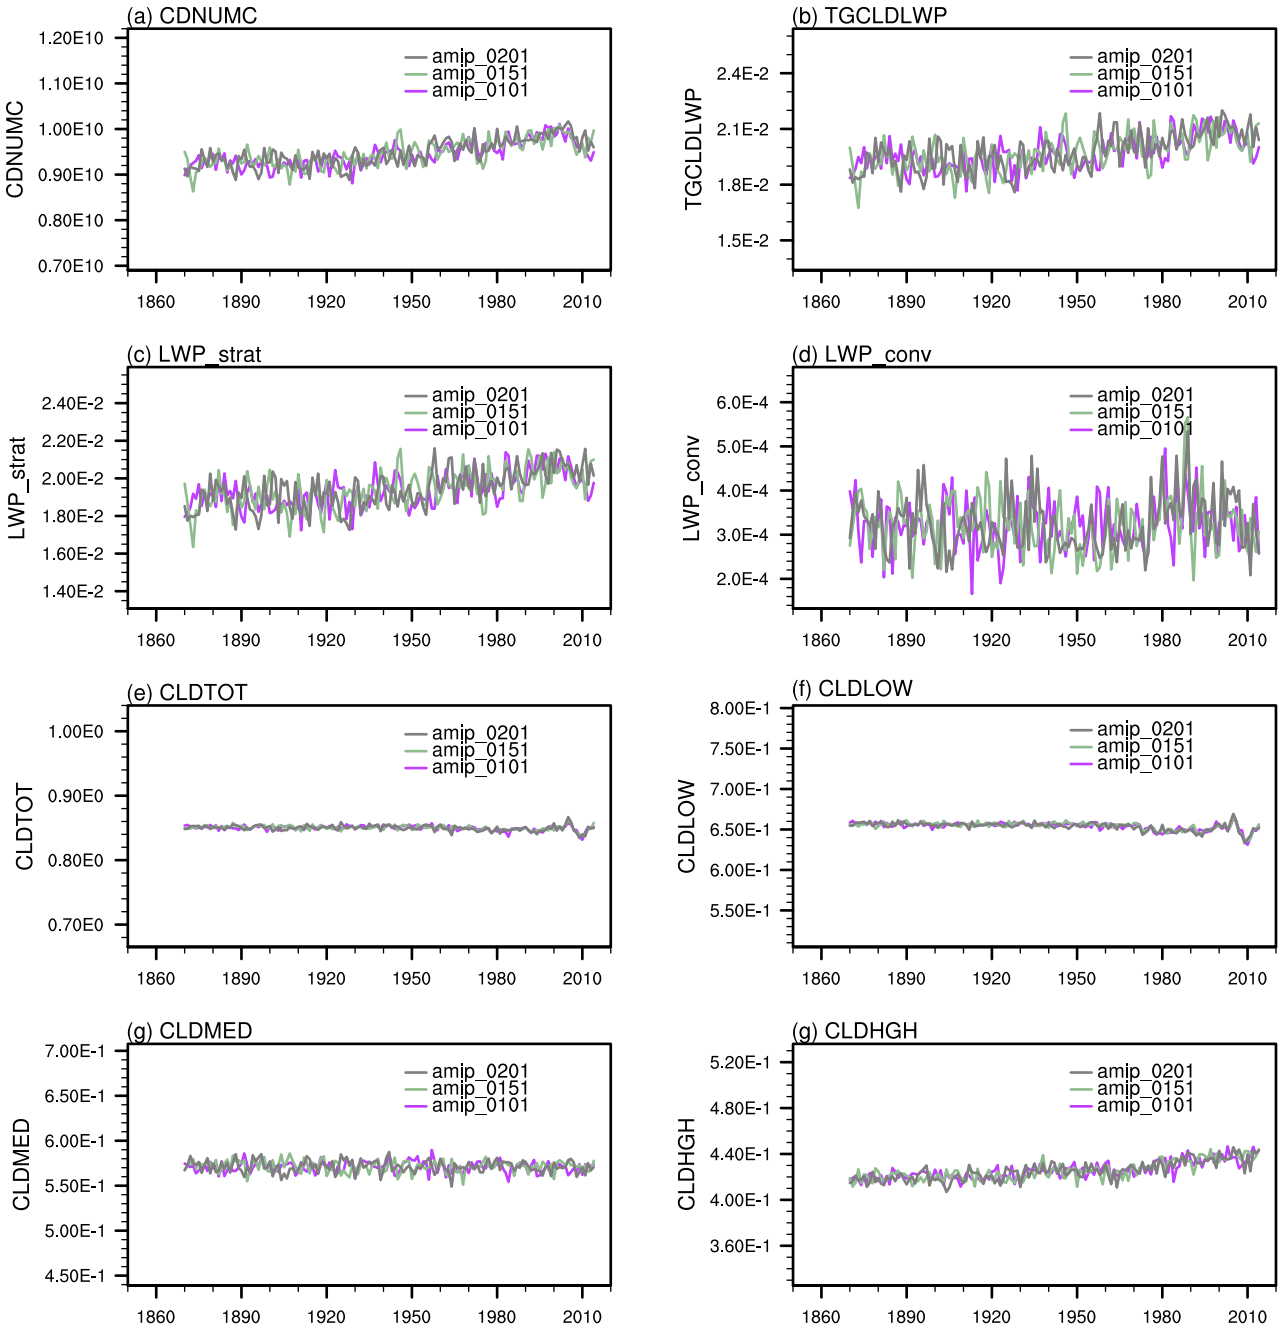 (a) CDNUMC
1.20E10
1.10E10
1.00E10
0.90E10
0.80E10
0.70E10
CDNUMC
amip_0201
amip_0151
amip_0101
1860 1890 1920 1950 1980 2010
(b) TGCLDLWP
2.4E-2
2.1E-2
1.8E-2
1.5E-2
TGCLDLWP
amip_0201
amip_0151
amip_0101
1860 1890 1920 1950 1980 2010
(c) LWP_strat
2.40E-2
2.20E-2
2.00E-2
1.80E-2
1.60E-2
1.40E-2
LWP_strat
amip_0201
amip_0151
amip_0101
1860 1890 1920 1950 1980 2010
(d) LWP_conv
6.0E-4
5.0E-4
4.0E-4
3.0E-4
2.0E-4
LWP_conv
amip_0201
amip_0151
amip_0101
1860 1890 1920 1950 1980 2010
(e) CLDTOT
1.00E0
0.90E0
0.80E0
0.70E0
CLDTOT
amip_0201
amip_0151
amip_0101
1860 1890 1920 1950 1980 2010
(f) CLDLOW
8.00E-1
7.50E-1
7.00E-1
6.50E-1
6.00E-1
5.50E-1
CLDLOW
amip_0201
amip_0151
amip_0101
1860 1890 1920 1950 1980 2010
(g) CLDMED
7.00E-1
6.50E-1
6.00E-1
5.50E-1
5.00E-1
4.50E-1
CLDMED
amip_0201
amip_0151
amip_0101
1860 1890 1920 1950 1980 2010
(g) CLDHGH
5.20E-1
4.80E-1
4.40E-1
4.00E-1
3.60E-1
CLDHGH
amip_0201
amip_0151
amip_0101
1860 1890 1920 1950 1980 2010